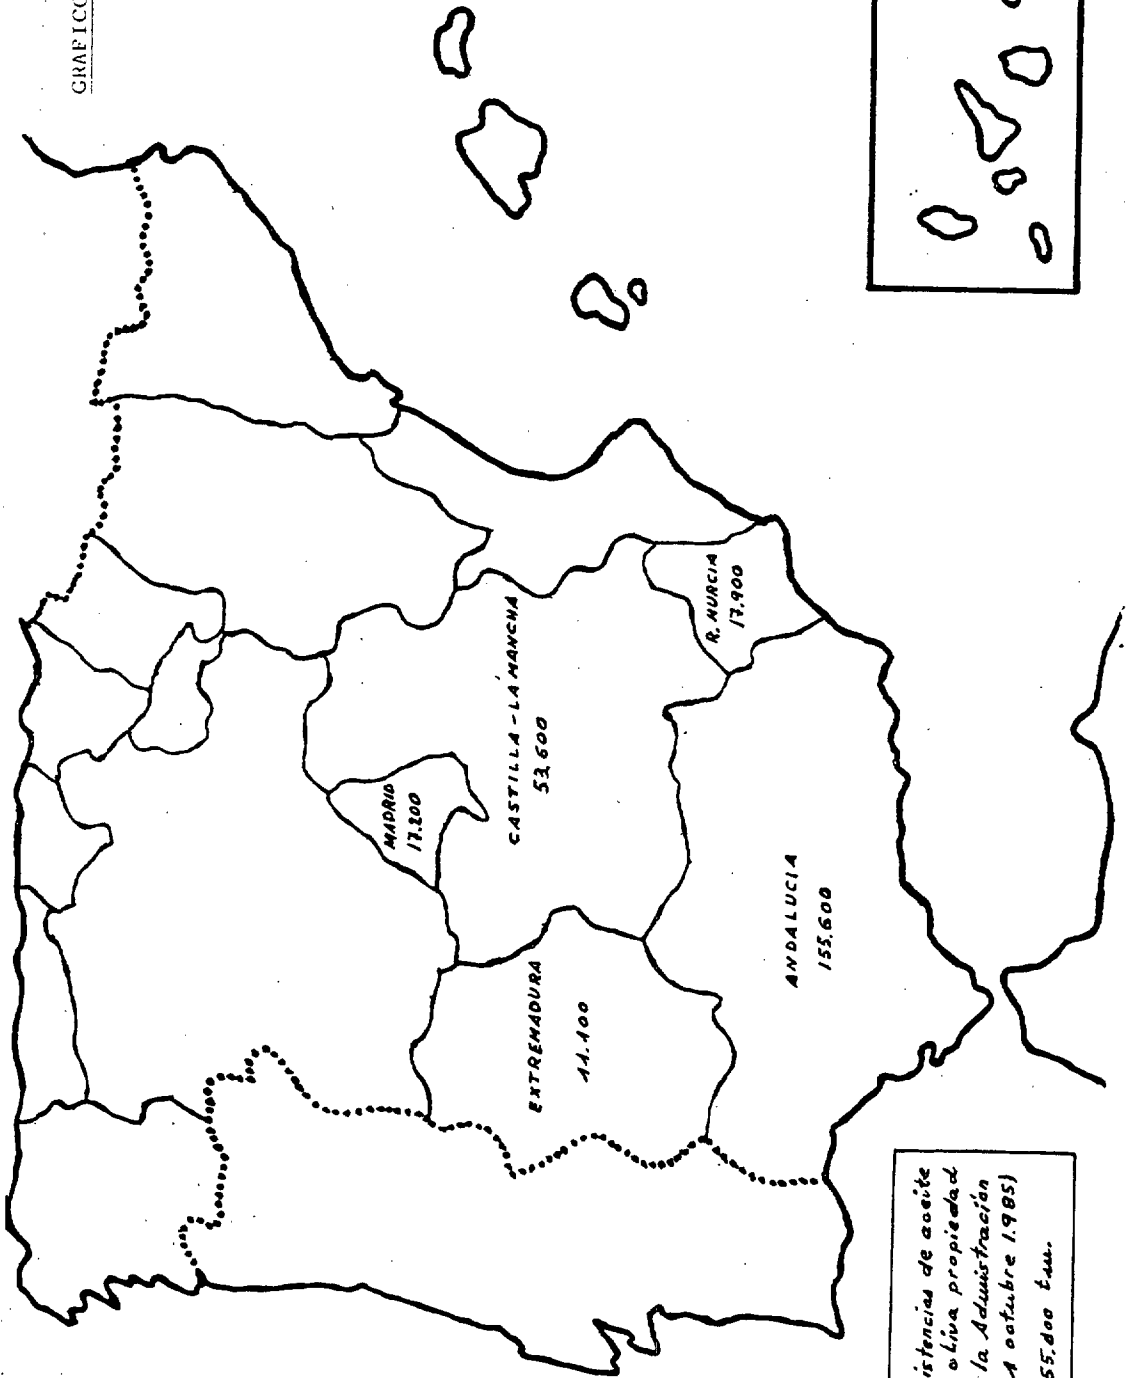 GRAFICO
R. MURCIA
17.900
CASTILLA-LA MANCHA
53.600
MADRID
17.200
ANDALUCIA
155.600
EXTREMADURA
11.100
istencias de aceite
oliva propiedad
la Administración
1 octubre 1.985)
55.400 tm.